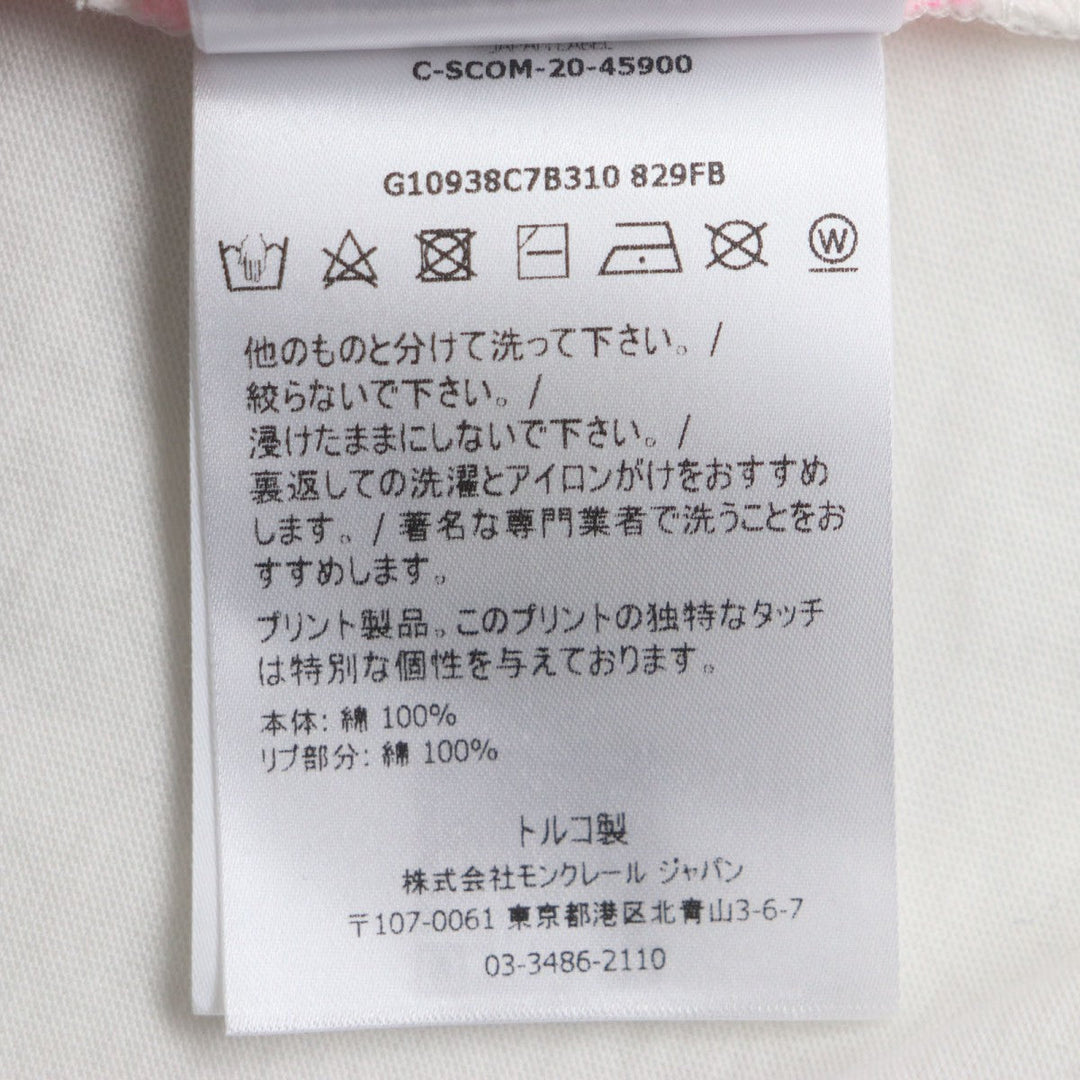 C-SCOM-20-45900
G10938C7B310 829FB
W
他のものと分けて洗って下さい。/
絞らないで下さい。/
浸けたままにしないで下さい。/
裏返しての洗濯とアイロンがけをおすすめ
します。/ 著名な専門業者で洗うことをお
すすめします。
プリント製品。このプリントの独特なタッチ
は特別な個性を与えております。
本体: 綿 100%
リブ部分: 綿 100%
トルコ製
株式会社モンクレール ジャパン
〒107-0061 東京都港区北青山3-6-7
03-3486-2110